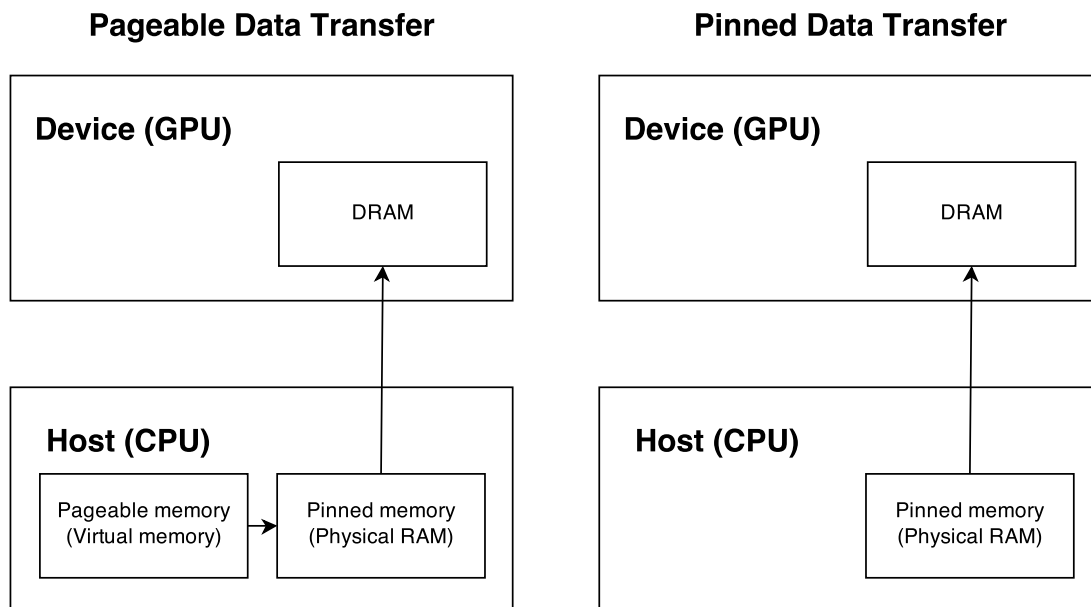 Pageable Data Transfer
Device (GPU)
DRAM
Host (CPU)
Pageable memory
(Virtual memory)
Pinned memory
(Physical RAM)
Pinned Data Transfer
Device (GPU)
DRAM
Host (CPU)
Pinned memory
(Physical RAM)